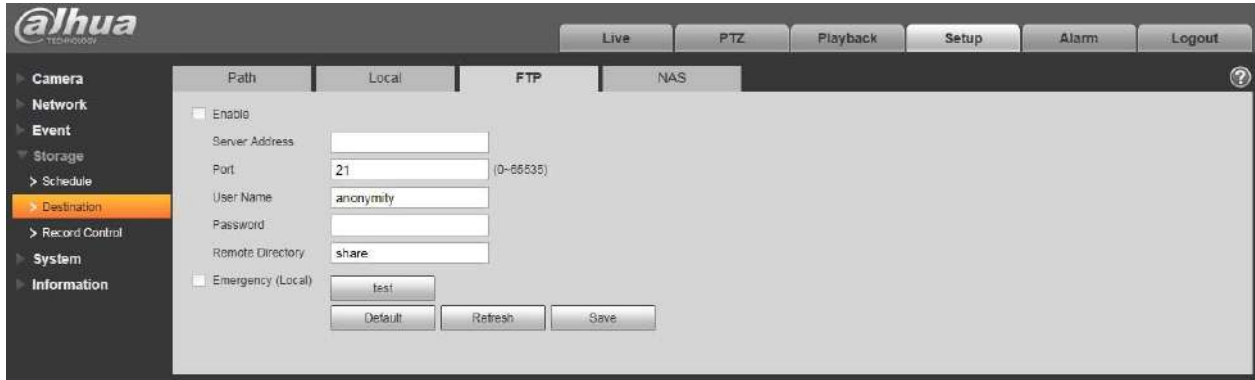 alhua
TECHNOLOGY
Live PTZ Playback Setup Alarm Logout
Camera
Network
Event
Storage
> Schedule
> Destination
> Record Control
System
Information
Path Local FTP NAS
?
Enable
Server Address
Port 21 (0~65535)
User Name anonymity
Password
Remote Directory share
Emergency (Local) test
Default Refresh Save